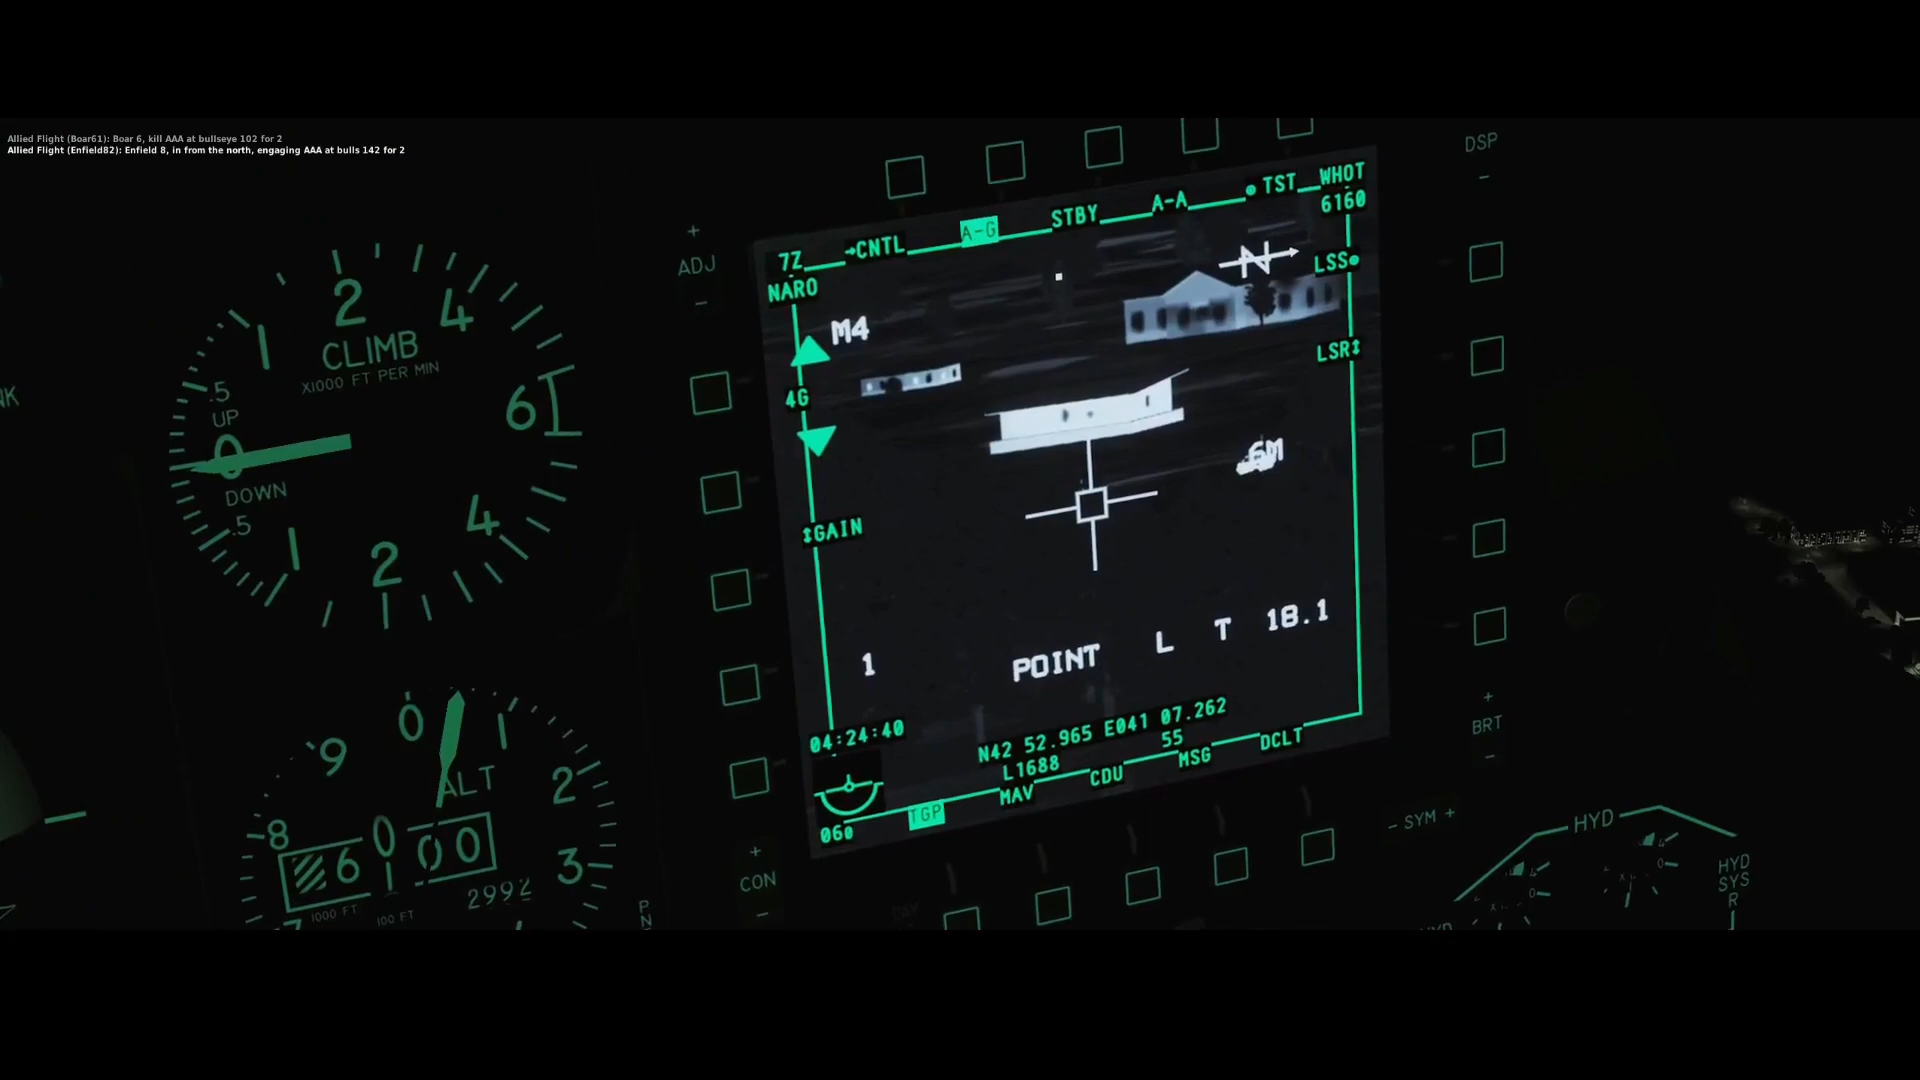 Allied Flight (Boar61): Boar 6, kill AAA at bullseye 102 for 2
Allied Flight (Enfield82): Enfield 8, in from the north, engaging AAA at bulls 142 for 2
DSP
-
+
ADJ
-
7Z →CNTL A-G STBY A-A TST WHOT
6160
NARO
N
LSS
M4
LSR↕
4G
6M
↕GAIN
1
POINT L T 18.1
04:24:40
N42 52.965 E041 07.262
L1688
55
060
TGP MAV CDU MSG DCLT
+
BRT
-
+
CON
-
- SYM +
1 2 4
CLIMB
X1000 FT PER MIN
6
.5
UP
0
DOWN
.5
1 2 4
0 1
9
ALT
2
8
6 0 00
3
2992
1000 FT
100 FT
7
P
N
HYD
HYD
SYS
R